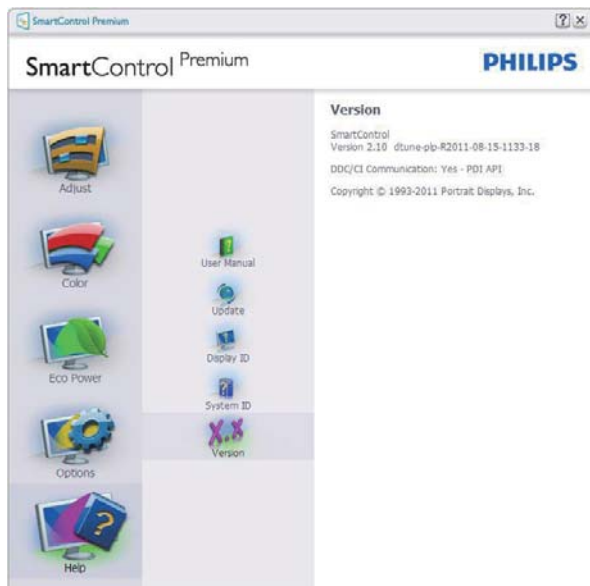 SmartControl Premium
SmartControl Premium
PHILIPS
Adjust
Color
Eco Power
Options
Help
User Manual
Update
Display ID
System ID
Version
Version
SmartControl
Version 2.10 dtune-plp-R2011-08-15-1133-18
DDC/CI Communication: Yes - PDI API
Copyright © 1993-2011 Portrait Displays, Inc.